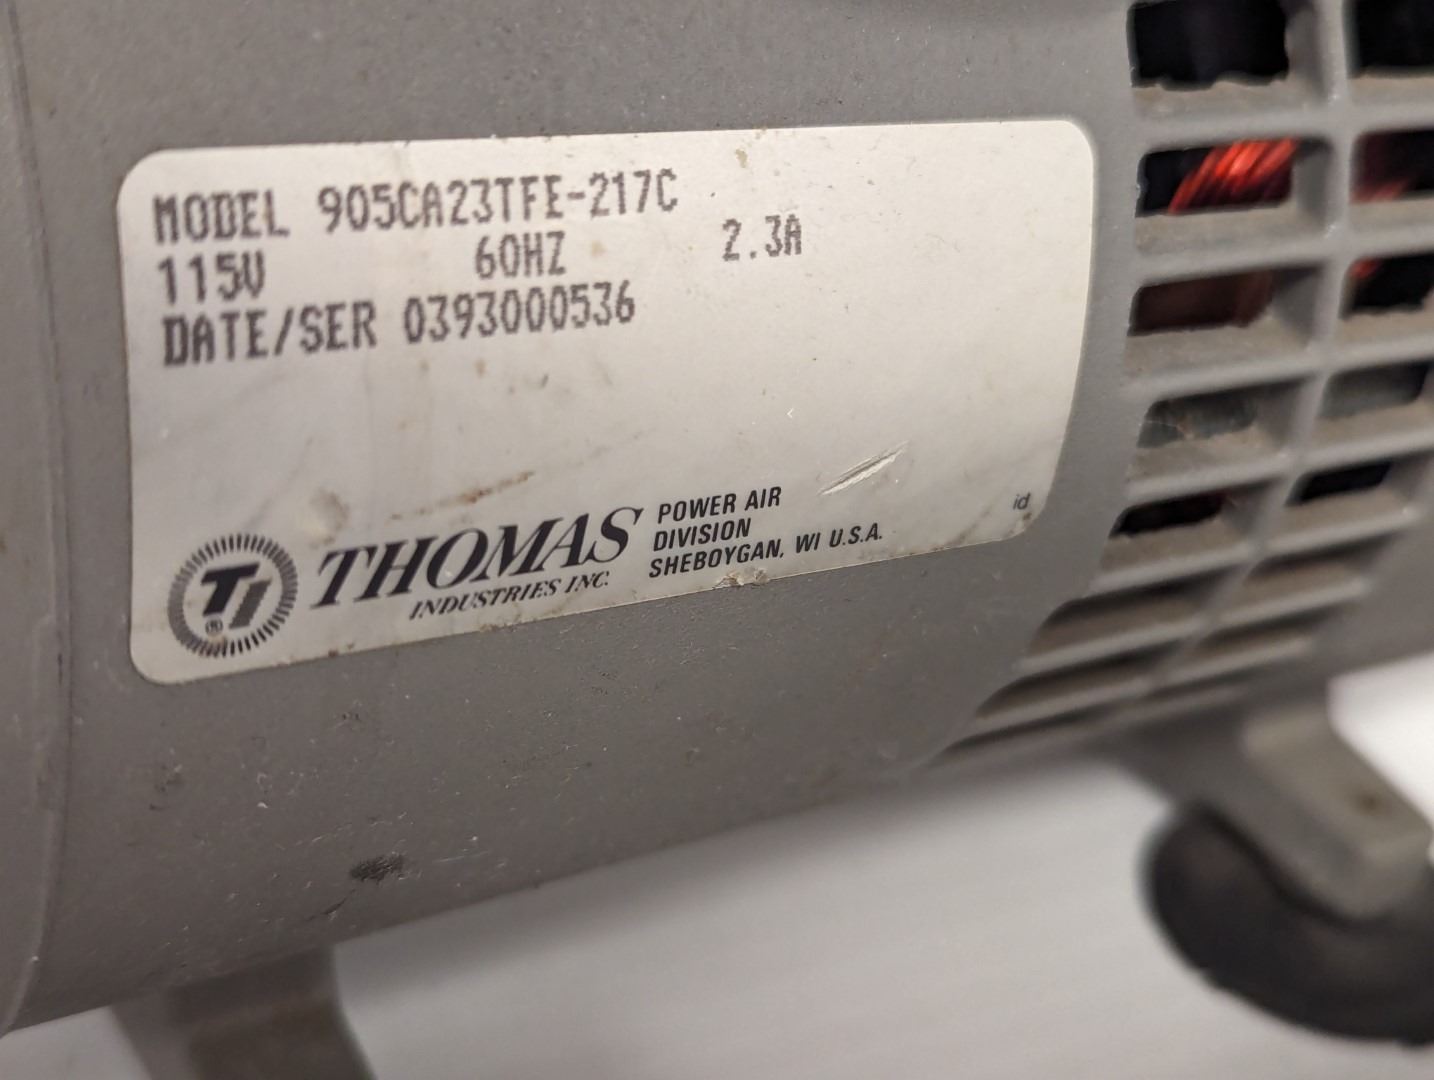 MODEL 905CA23TFE-217C
115V 60HZ 2.3A
DATE/SER 0393000536
TI
®
THOMAS
INDUSTRIES INC.
POWER AIR
DIVISION
SHEBOYGAN, WI U.S.A.
id